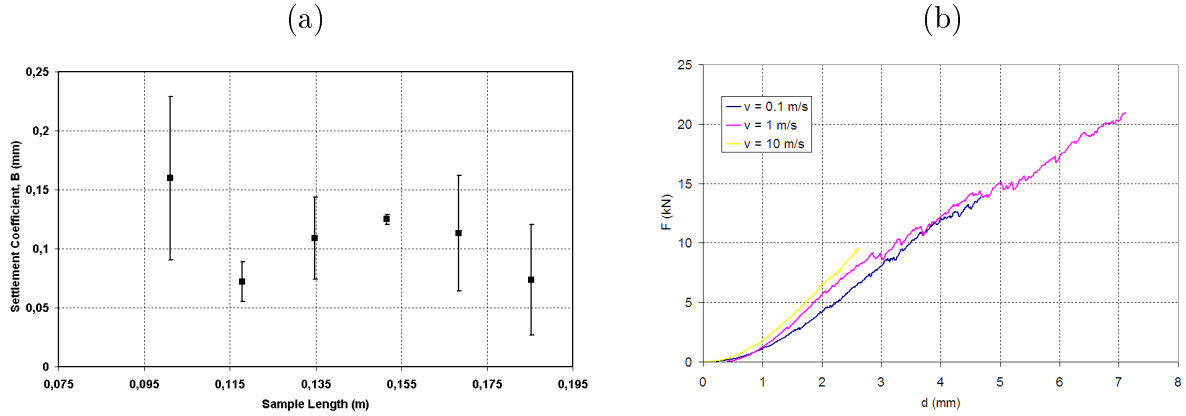 (a)
(b)
Settlement Coefficient, B (mm)
0,25
0,2
0,15
0,1
0,05
0
0,075 0,095 0,115 0,135 0,155 0,175 0,195
Sample Length (m)
F (kN)
25
20
15
10
5
0
v = 0.1 m/s
v = 1 m/s
v = 10 m/s
0 1 2 3 4 5 6 7 8
d (mm)